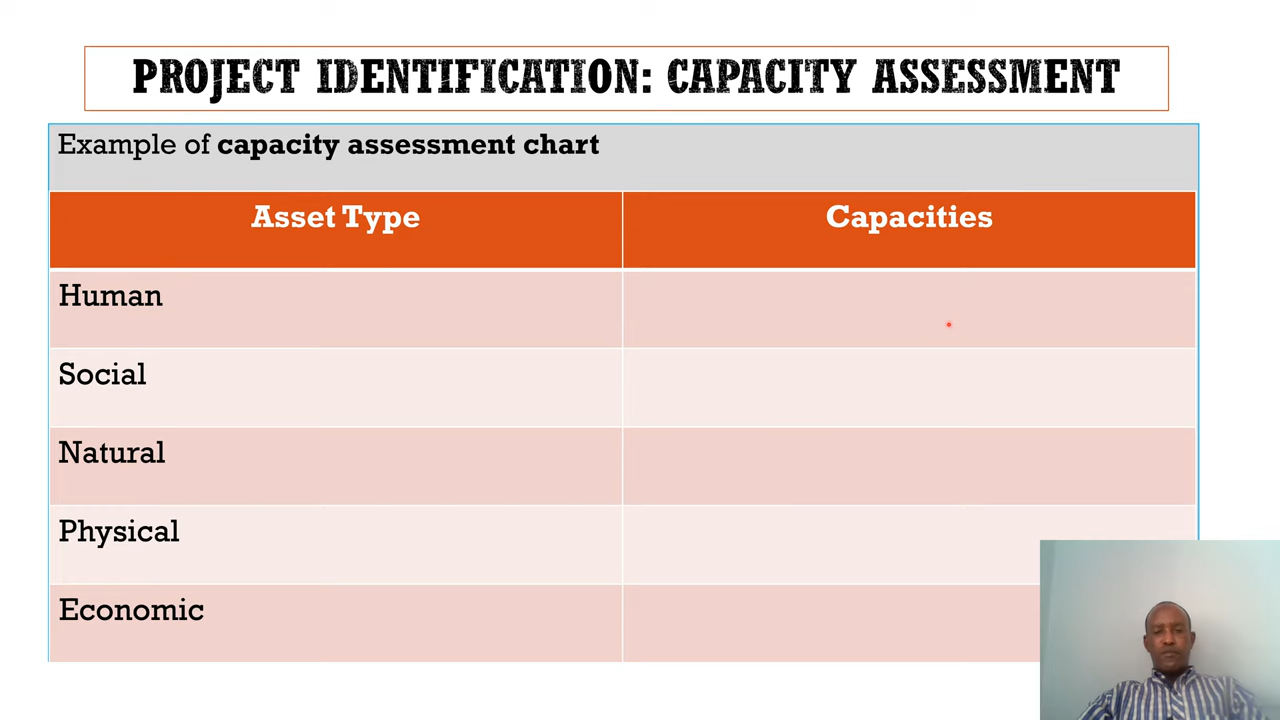 PROJECT IDENTIFICATION: CAPACITY ASSESSMENT
Example of capacity assessment chart
Asset Type Capacities
Human
Social
Natural
Physical
Economic